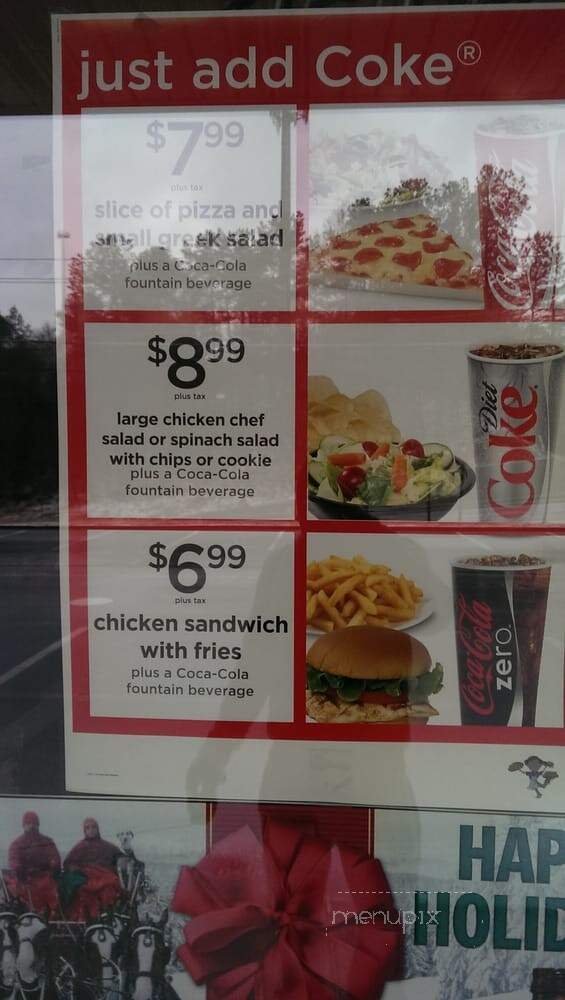 just add Coke®
$7.99
plus tax
slice of pizza and
small greek salad
plus a Coca-Cola
fountain beverage
Coca-Cola
$8.99
plus tax
large chicken chef
salad or spinach salad
with chips or cookie
plus a Coca-Cola
fountain beverage
Diet
Coke
$6.99
plus tax
chicken sandwich
with fries
plus a Coca-Cola
fountain beverage
Coca-Cola
zero
HAP
HOLID
menupix